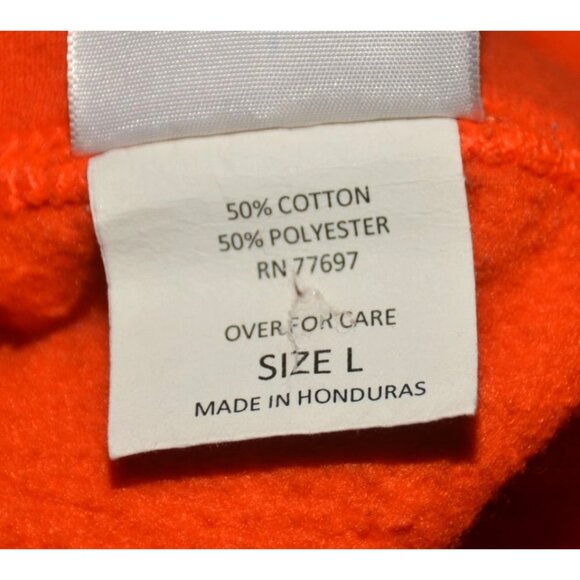 50% COTTON
50% POLYESTER
RN 77697
OVER FOR CARE
SIZE L
MADE IN HONDURAS